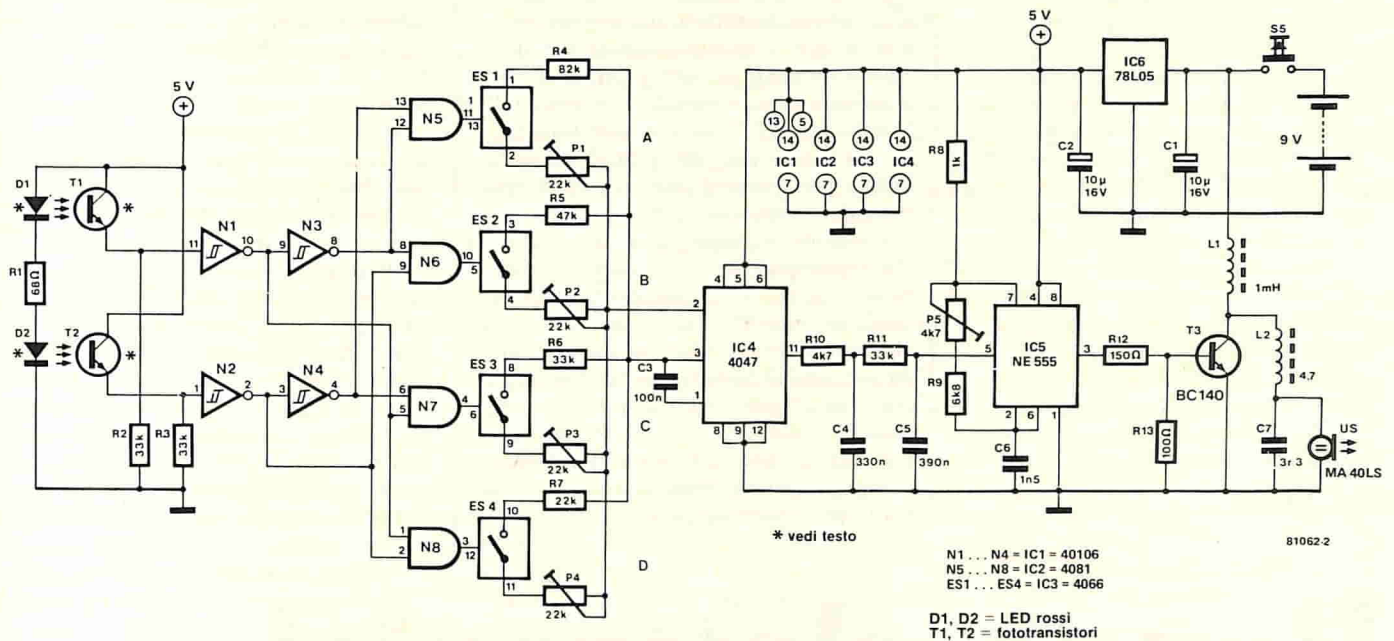 5 V
D1
*
T1
*
R1
68Ω
D2
*
T2
*
R2
33k
R3
33k
11
N1
10
9
N3
8
1
N2
2
3
N4
4
13
12
N5
11
ES 1
1
13
1
2
R4
82k
P1
22k
A
8
9
N6
10
5
ES 2
3
4
R5
47k
P2
22k
B
6
5
N7
4
6
ES 3
8
9
R6
33k
P3
22k
C
1
2
N8
3
12
ES 4
10
11
R7
22k
P4
22k
D
C3
100n
2
3
1
4
5
6
IC 4
4047
11
8
9
12
R10
4k7
R11
33k
C4
330n
C5
390n
13
5
14
IC1
7
14
IC2
7
14
IC3
7
14
IC4
7
R8
1k
P5
4k7
R9
6k8
5 V
7
4
8
5
IC5
NE 555
3
2
6
1
C6
1n5
C2
10µ
16V
IC6
78L05
C1
10µ
16V
S5
9 V
L1
1mH
R12
150Ω
R13
100Ω
T3
BC140
L2
4,7
C7
3r 3
US
MA 40LS
* vedi testo
81062-2
N1 . . . N4 = IC1 = 40106
N5 . . . N8 = IC2 = 4081
ES1 . . . ES4 = IC3 = 4066
D1, D2 = LED rossi
T1, T2 = fototransistori